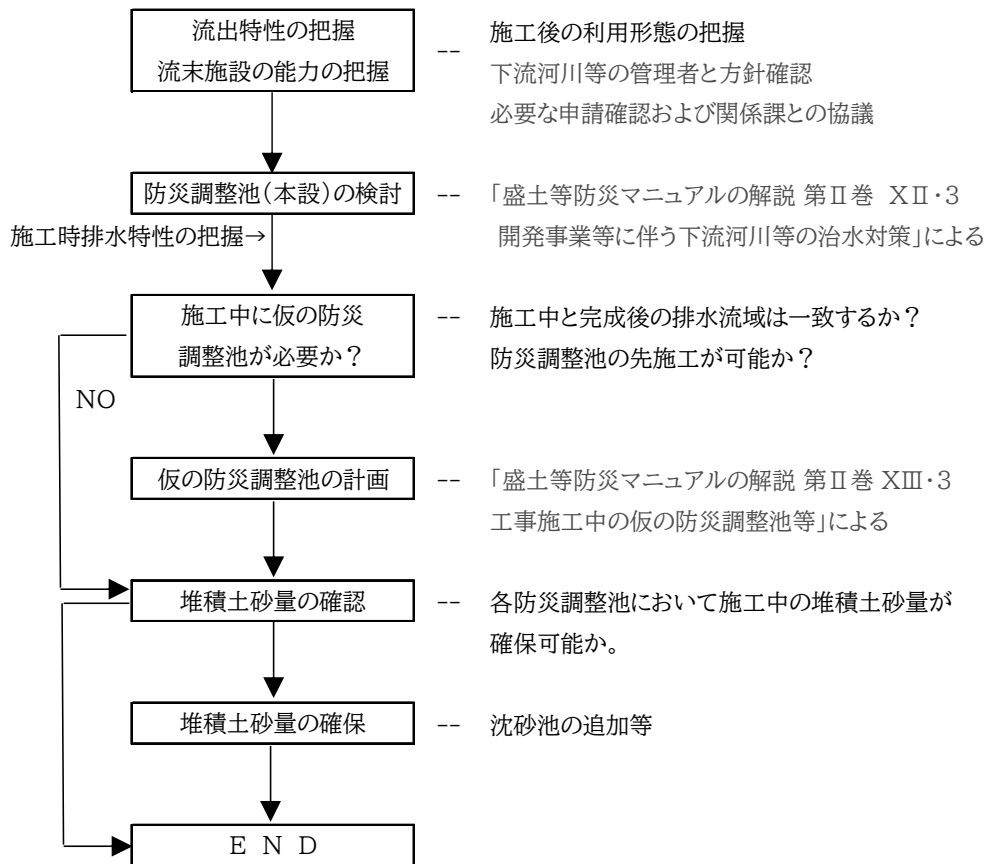 流出特性の把握
流末施設の能力の把握
-- 施工後の利用形態の把握
下流河川等の管理者と方針確認
必要な申請確認および関係課との協議
防災調整池(本設)の検討
-- 「盛土等防災マニュアルの解説 第Ⅱ巻 ⅩⅡ・3
開発事業等に伴う下流河川等の治水対策」による
施工時排水特性の把握→
施工中に仮の防災
調整池が必要か？
-- 施工中と完成後の排水流域は一致するか？
防災調整池の先施工が可能か？
NO
仮の防災調整池の計画
-- 「盛土等防災マニュアルの解説 第Ⅱ巻 ⅩⅢ・3
工事施工中の仮の防災調整池等」による
堆積土砂量の確認
-- 各防災調整池において施工中の堆積土砂量が
確保可能か。
堆積土砂量の確保
-- 沈砂池の追加等
E N D